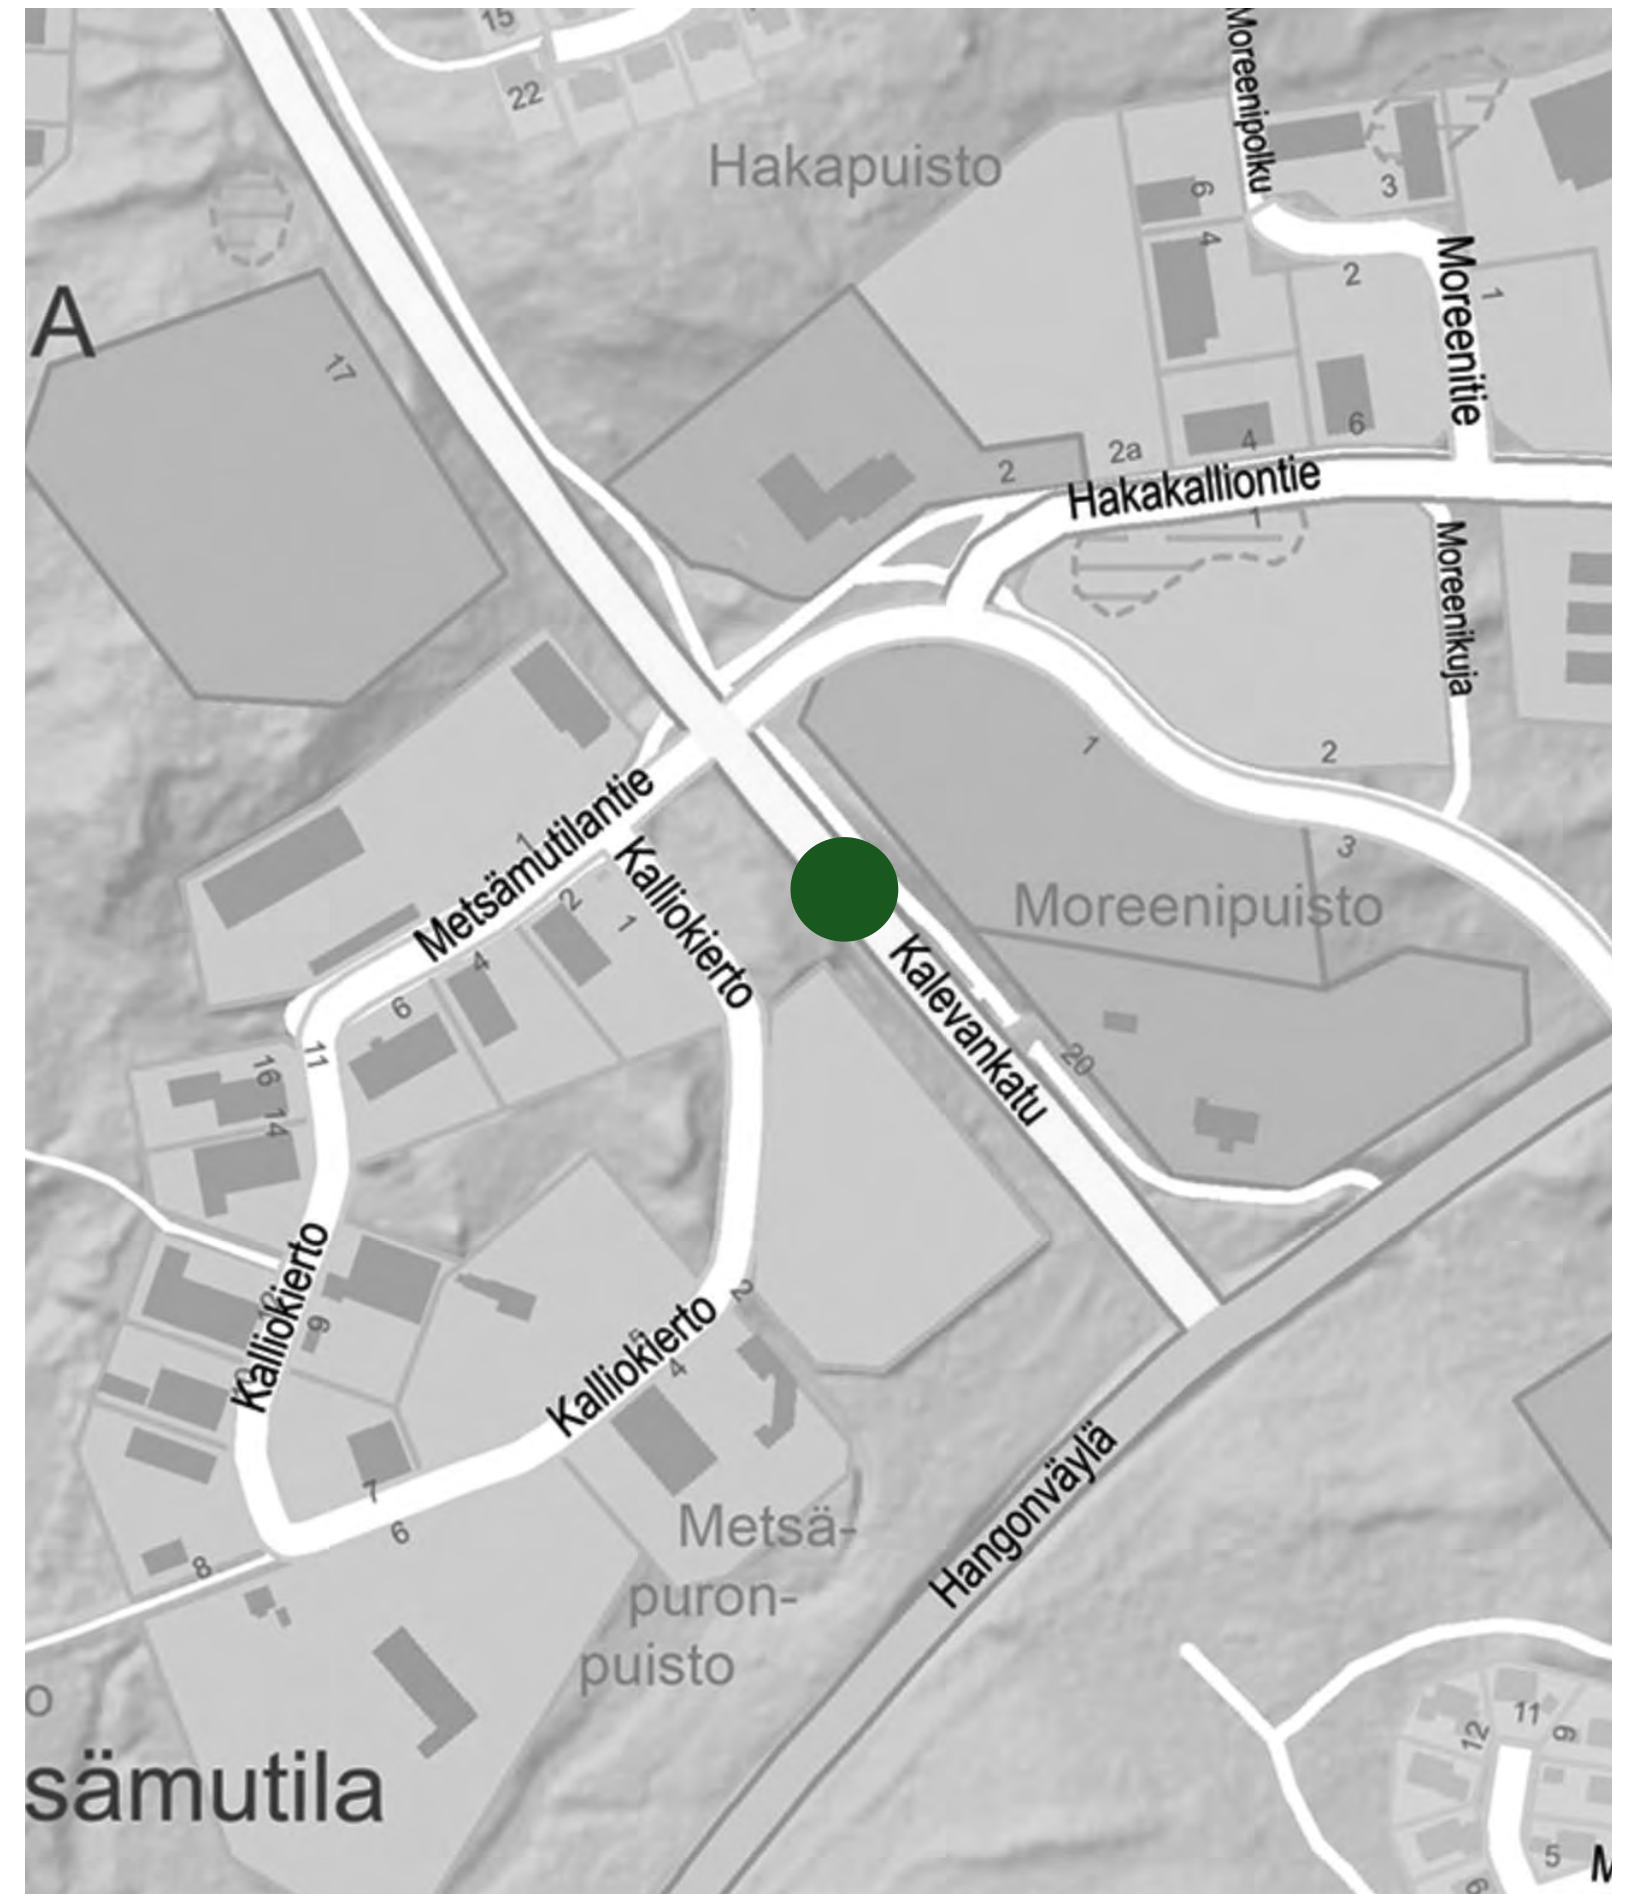 15
22
Hakapuisto
Moreenipolku
6
3
4
2
Moreenitie
1
A
17
6
4
2a
2
Hakakalliontie
1
Moreenikuja
1
2
Metsämutilantie
1
3
Kalliokierto
2
1
Moreenipuisto
4
6
Kalevankatu
11
16
20
14
Kalliokierto
12
9
2
Kalliokierto
5
4
7
6
8
Hangonväylä
Metsä-
puron-
puisto
o
sämutila
11
12
9
5
6
M